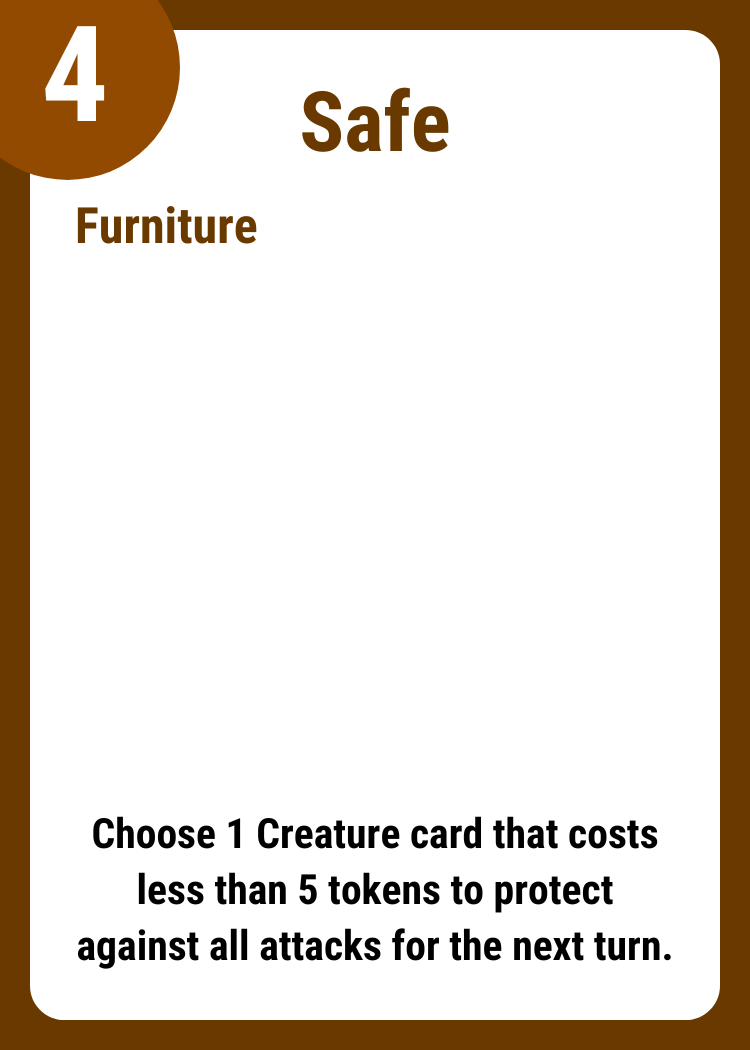 4
Safe
Furniture
Choose 1 Creature card that costs
less than 5 tokens to protect
against all attacks for the next turn.